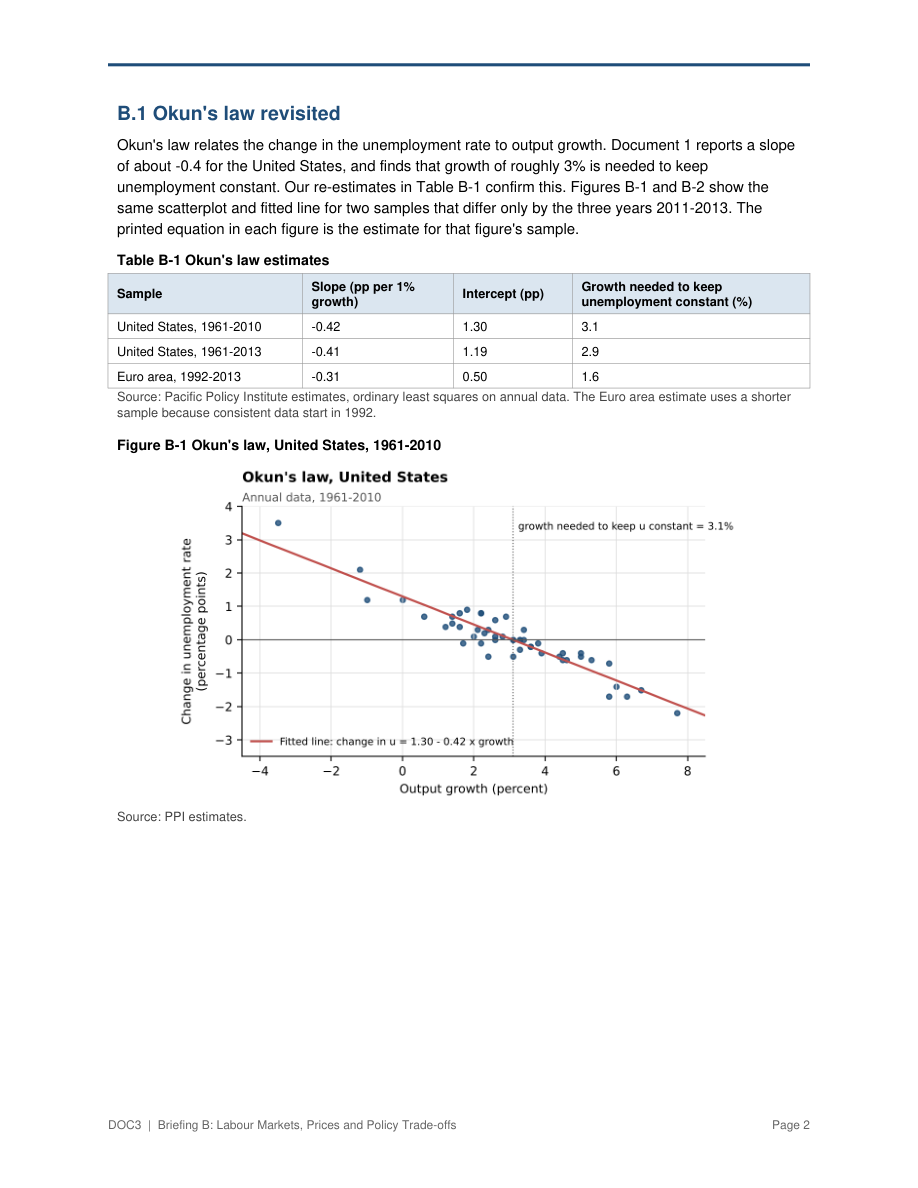 B.1 Okun's law revisited
Okun's law relates the change in the unemployment rate to output growth. Document 1 reports a slope
of about -0.4 for the United States, and finds that growth of roughly 3% is needed to keep
unemployment constant. Our re-estimates in Table B-1 confirm this. Figures B-1 and B-2 show the
same scatterplot and fitted line for two samples that differ only by the three years 2011-2013. The
printed equation in each figure is the estimate for that figure's sample.
Table B-1 Okun's law estimates
Sample Slope (pp per 1% growth) Intercept (pp) Growth needed to keep unemployment constant (%)
United States, 1961-2010 -0.42 1.30 3.1
United States, 1961-2013 -0.41 1.19 2.9
Euro area, 1992-2013 -0.31 0.50 1.6
Source: Pacific Policy Institute estimates, ordinary least squares on annual data. The Euro area estimate uses a shorter
sample because consistent data start in 1992.
Figure B-1 Okun's law, United States, 1961-2010
Okun's law, United States
Annual data, 1961-2010
growth needed to keep u constant = 3.1%
Change in unemployment rate
(percentage points)
4
3
2
1
0
−1
−2
−3
Fitted line: change in u = 1.30 - 0.42 x growth
−4 −2 0 2 4 6 8
Output growth (percent)
Source: PPI estimates.
DOC3 | Briefing B: Labour Markets, Prices and Policy Trade-offs Page 2